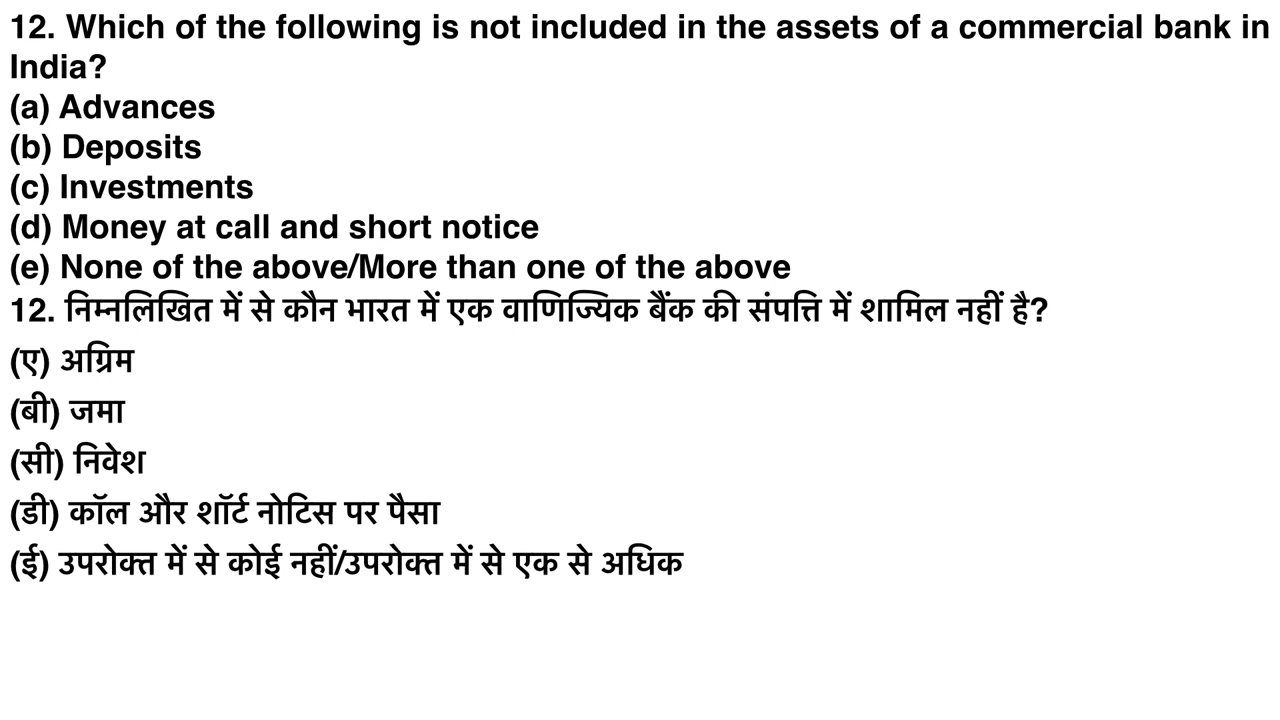 12. Which of the following is not included in the assets of a commercial bank in
India?
(a) Advances
(b) Deposits
(c) Investments
(d) Money at call and short notice
(e) None of the above/More than one of the above
12. निम्नलिखित में से कौन भारत में एक वाणिज्यिक बैंक की संपत्ति में शामिल नहीं है?
(ए) अग्रिम
(बी) जमा
(सी) निवेश
(डी) कॉल और शॉर्ट नोटिस पर पैसा
(ई) उपरोक्त में से कोई नहीं/उपरोक्त में से एक से अधिक